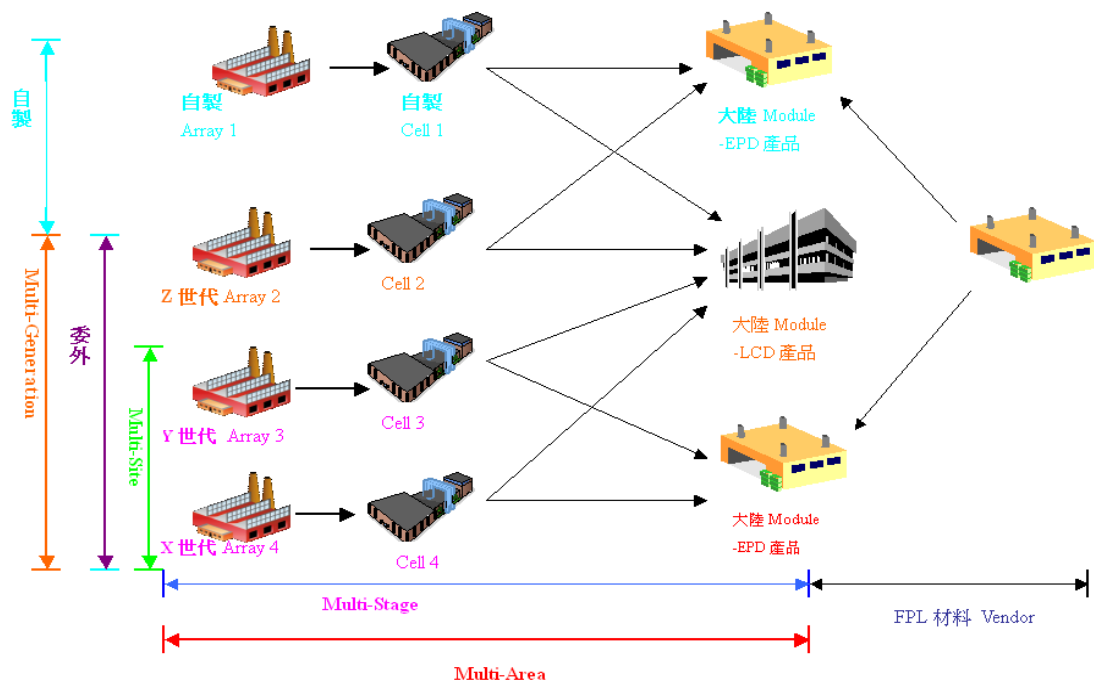 自製
自製
Array 1
自製
Cell 1
大陸 Module
-EPD 產品
Multi-Generation
委外
Z 世代 Array 2
Cell 2
大陸 Module
-LCD 產品
Multi-Site
Y 世代 Array 3
Cell 3
X 世代 Array 4
Cell 4
大陸 Module
-EPD 產品
Multi-Stage
FPL 材料 Vendor
Multi-Area